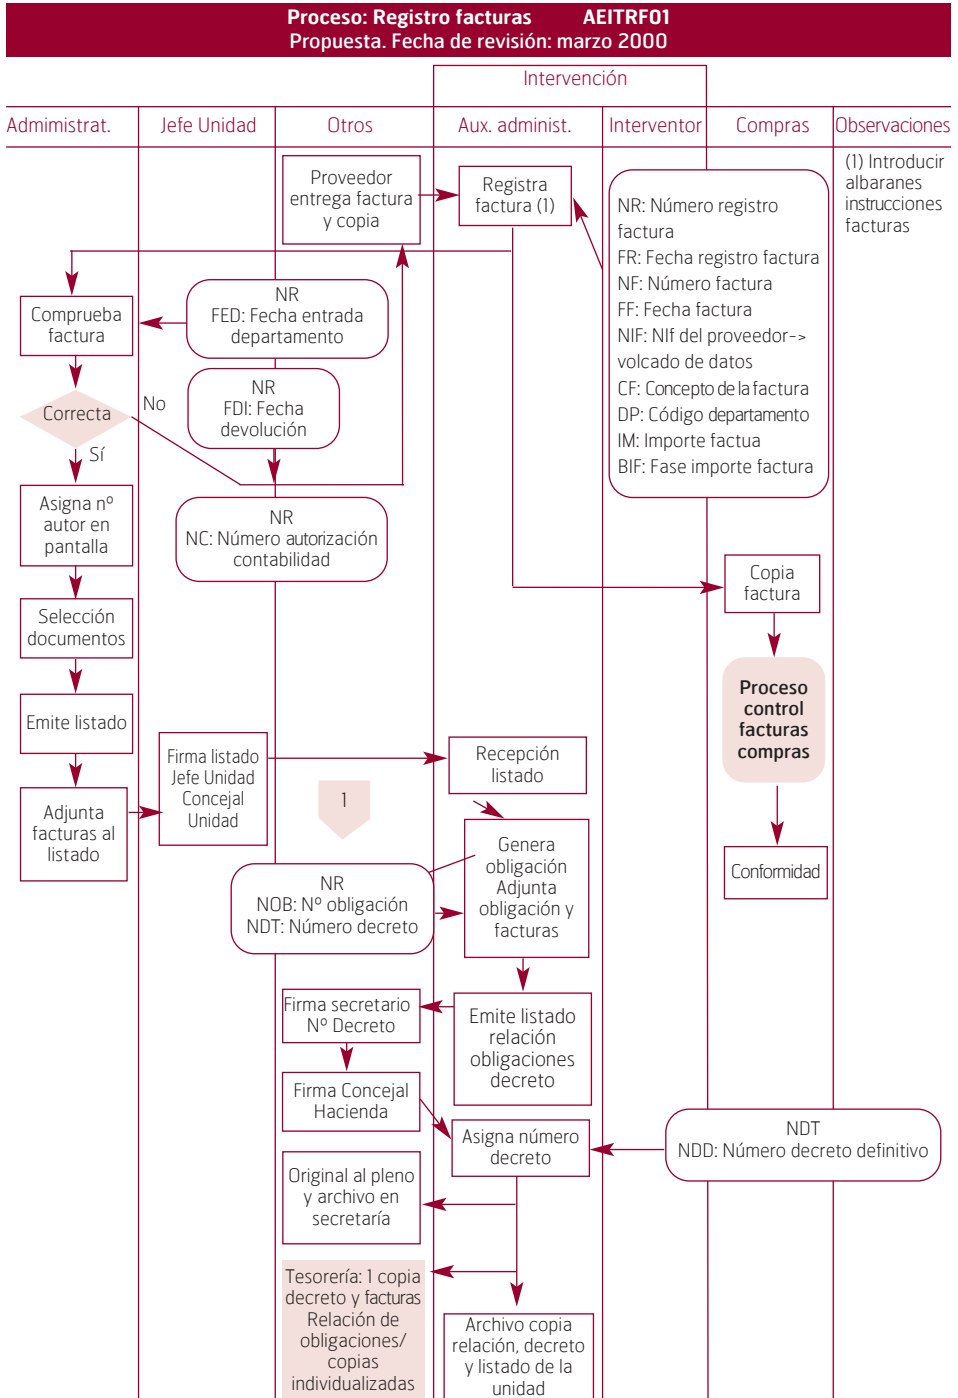 Proceso: Registro facturas AEITRF01
Propuesta. Fecha de revisión: marzo 2000
Intervención
Admimistrat.
Jefe Unidad
Otros
Aux. administ.
Interventor
Compras
Observaciones
Proveedor
entrega factura
y copia
Registra
factura (1)
NR: Número registro
factura
FR: Fecha registro factura
NF: Número factura
FF: Fecha factura
NIF: NIf del proveedor->
volcado de datos
CF: Concepto de la factura
DP: Código departamento
IM: Importe factua
BIF: Fase importe factura
(1) Introducir
albaranes
instrucciones
facturas
Comprueba
factura
NR
FED: Fecha entrada
departamento
Correcta
No
Sí
NR
FDI: Fecha
devolución
Asigna nº
autor en
pantalla
NR
NC: Número autorización
contabilidad
Copia
factura
Selección
documentos
Proceso
control
facturas
compras
Emite listado
Firma listado
Jefe Unidad
Concejal
Unidad
Recepción
listado
1
Adjunta
facturas al
listado
Genera
obligación
Adjunta
obligación y
facturas
Conformidad
NR
NOB: Nº obligación
NDT: Número decreto
Firma secretario
Nº Decreto
Emite listado
relación
obligaciones
decreto
Firma Concejal
Hacienda
Asigna número
decreto
NDT
NDD: Número decreto definitivo
Original al pleno
y archivo en
secretaría
Tesorería: 1 copia
decreto y facturas
Relación de
obligaciones/
copias
individualizadas
Archivo copia
relación, decreto
y listado de la
unidad